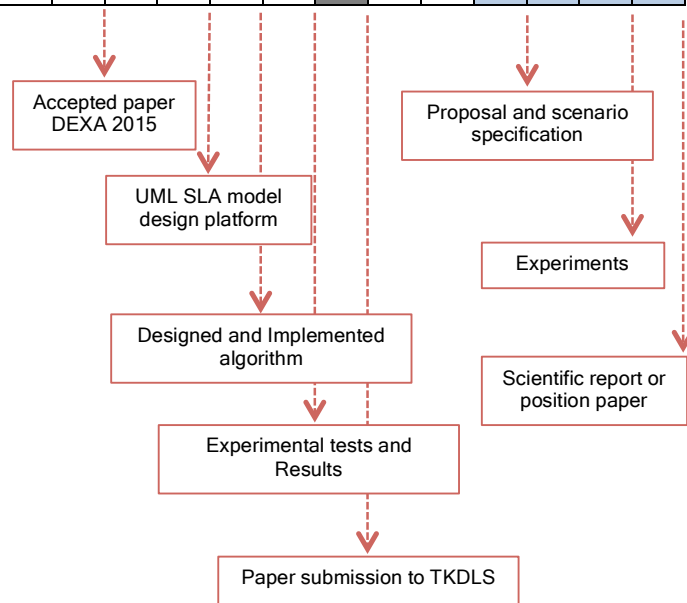 Accepted paper
DEXA 2015
Proposal and scenario
specification
UML SLA model
design platform
Experiments
Designed and Implemented
algorithm
Scientific report or
position paper
Experimental tests and
Results
Paper submission to TKDLS